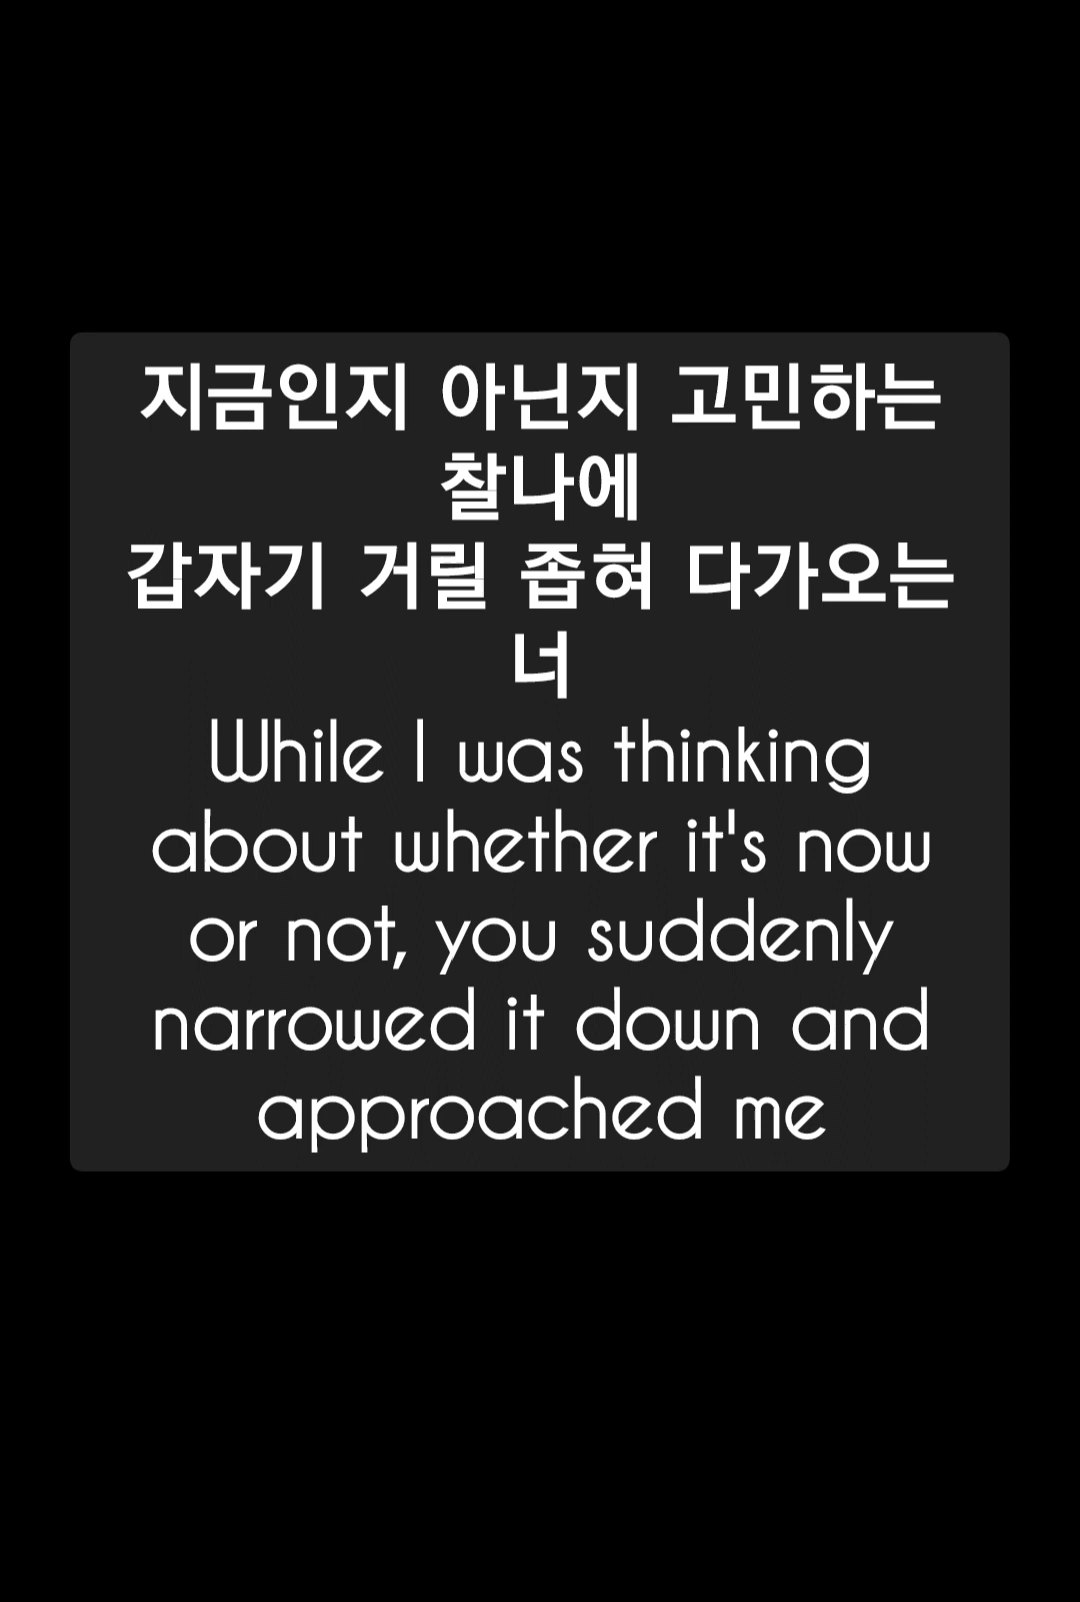 지금인지 아닌지 고민하는
찰나에
갑자기 거릴 좁혀 다가오는
너
While I was thinking
about whether it's now
or not, you suddenly
narrowed it down and
approached me